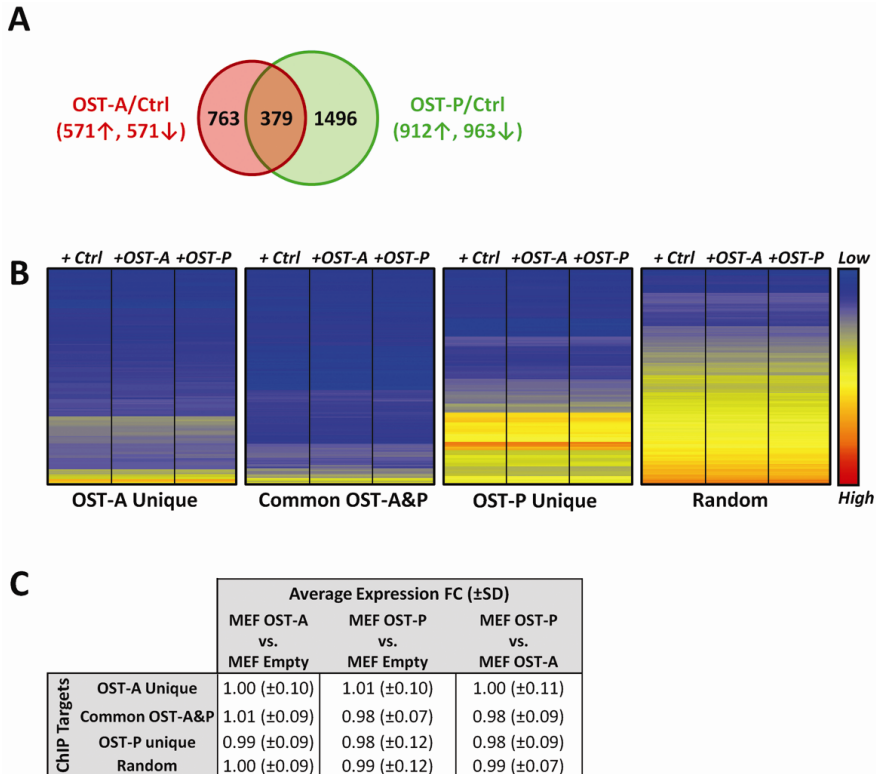 A
OST-A/Ctrl
(571↑, 571↓)
763
379
1496
OST-P/Ctrl
(912↑, 963↓)
B
+ Ctrl +OST-A +OST-P
+ Ctrl +OST-A +OST-P
+ Ctrl +OST-A +OST-P
+ Ctrl +OST-A +OST-P
Low
High
OST-A Unique
Common OST-A&P
OST-P Unique
Random
C
Average Expression FC (±SD)
MEF OST-A
vs.
MEF Empty
MEF OST-P
vs.
MEF Empty
MEF OST-P
vs.
MEF OST-A
ChIP Targets
OST-A Unique 1.00 (±0.10) 1.01 (±0.10) 1.00 (±0.11)
Common OST-A&P 1.01 (±0.09) 0.98 (±0.07) 0.98 (±0.09)
OST-P unique 0.99 (±0.09) 0.98 (±0.12) 0.98 (±0.09)
Random 1.00 (±0.09) 0.99 (±0.12) 0.99 (±0.07)